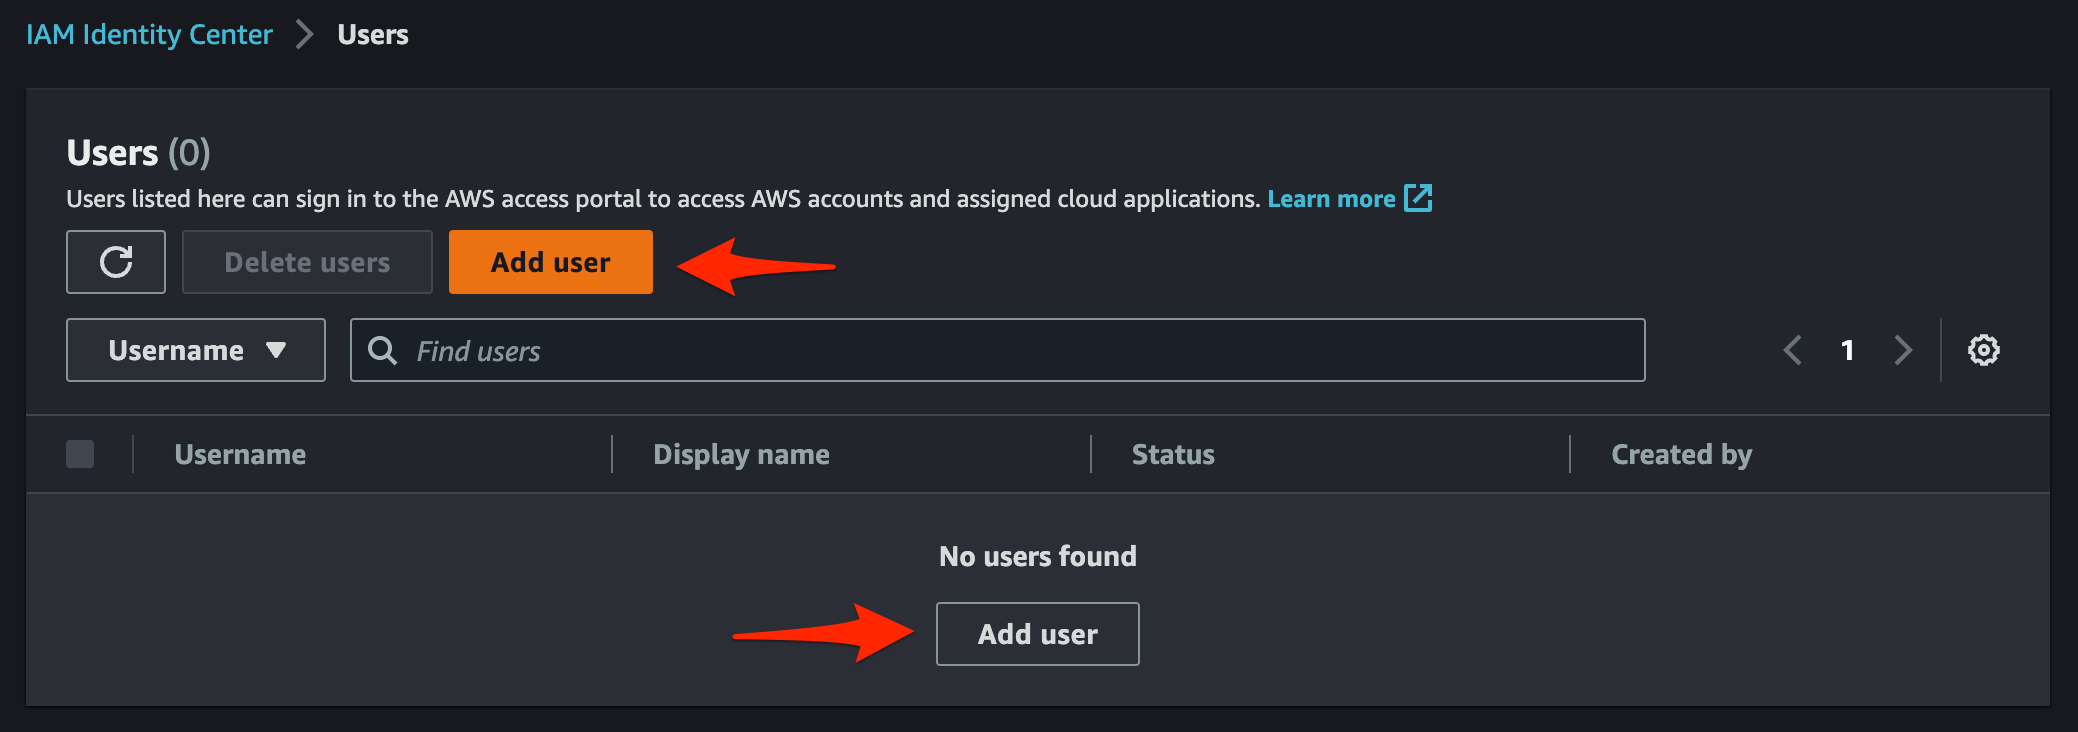 IAM Identity Center > Users
Users (0)
Users listed here can sign in to the AWS access portal to access AWS accounts and assigned cloud applications. Learn more
Delete users Add user
Username Find users 1
Username Display name Status Created by
No users found
Add user